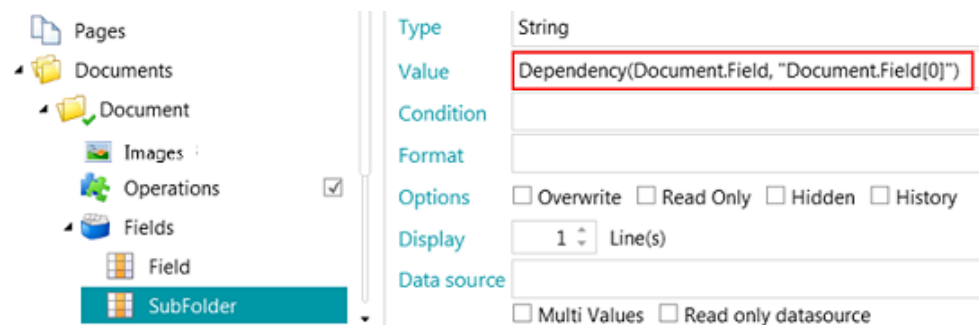 Pages
Documents
Document
Images
Operations
Fields
Field
SubFolder
Type String
Value Dependency(Document.Field, "Document.Field[0]")
Condition
Format
Options Overwrite Read Only Hidden History
Display 1 Line(s)
Data source
Multi Values Read only datasource